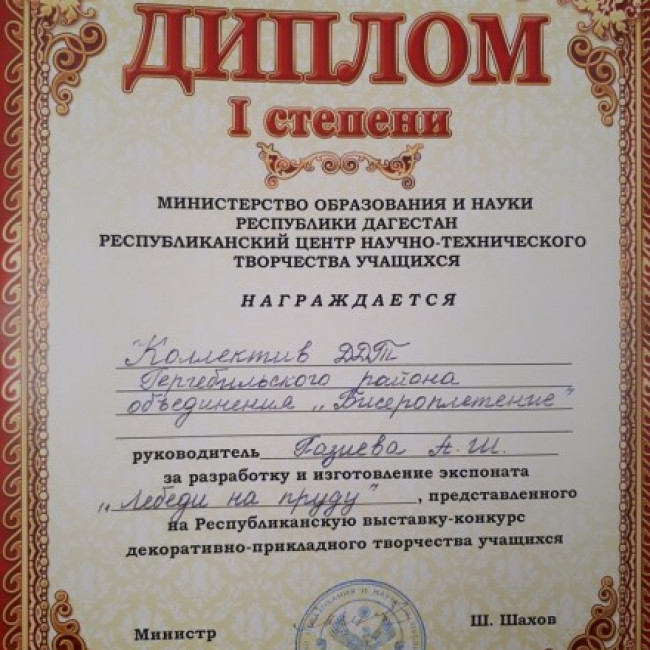 ДИПЛОМ
I степени
МИНИСТЕРСТВО ОБРАЗОВАНИЯ И НАУКИ
РЕСПУБЛИКИ ДАГЕСТАН
РЕСПУБЛИКАНСКИЙ ЦЕНТР НАУЧНО-ТЕХНИЧЕСКОГО
ТВОРЧЕСТВА УЧАЩИХСЯ
НАГРАЖДАЕТСЯ
Коллектив ДДТ
Гергебильского района
объединения „Бисероплетение"
руководитель Газиева А.Ш.
за разработку и изготовление экспоната
„Лебеди на пруду", представленного
на Республиканскую выставку-конкурс
декоративно-прикладного творчества учащихся
Министр Ш. Шахов